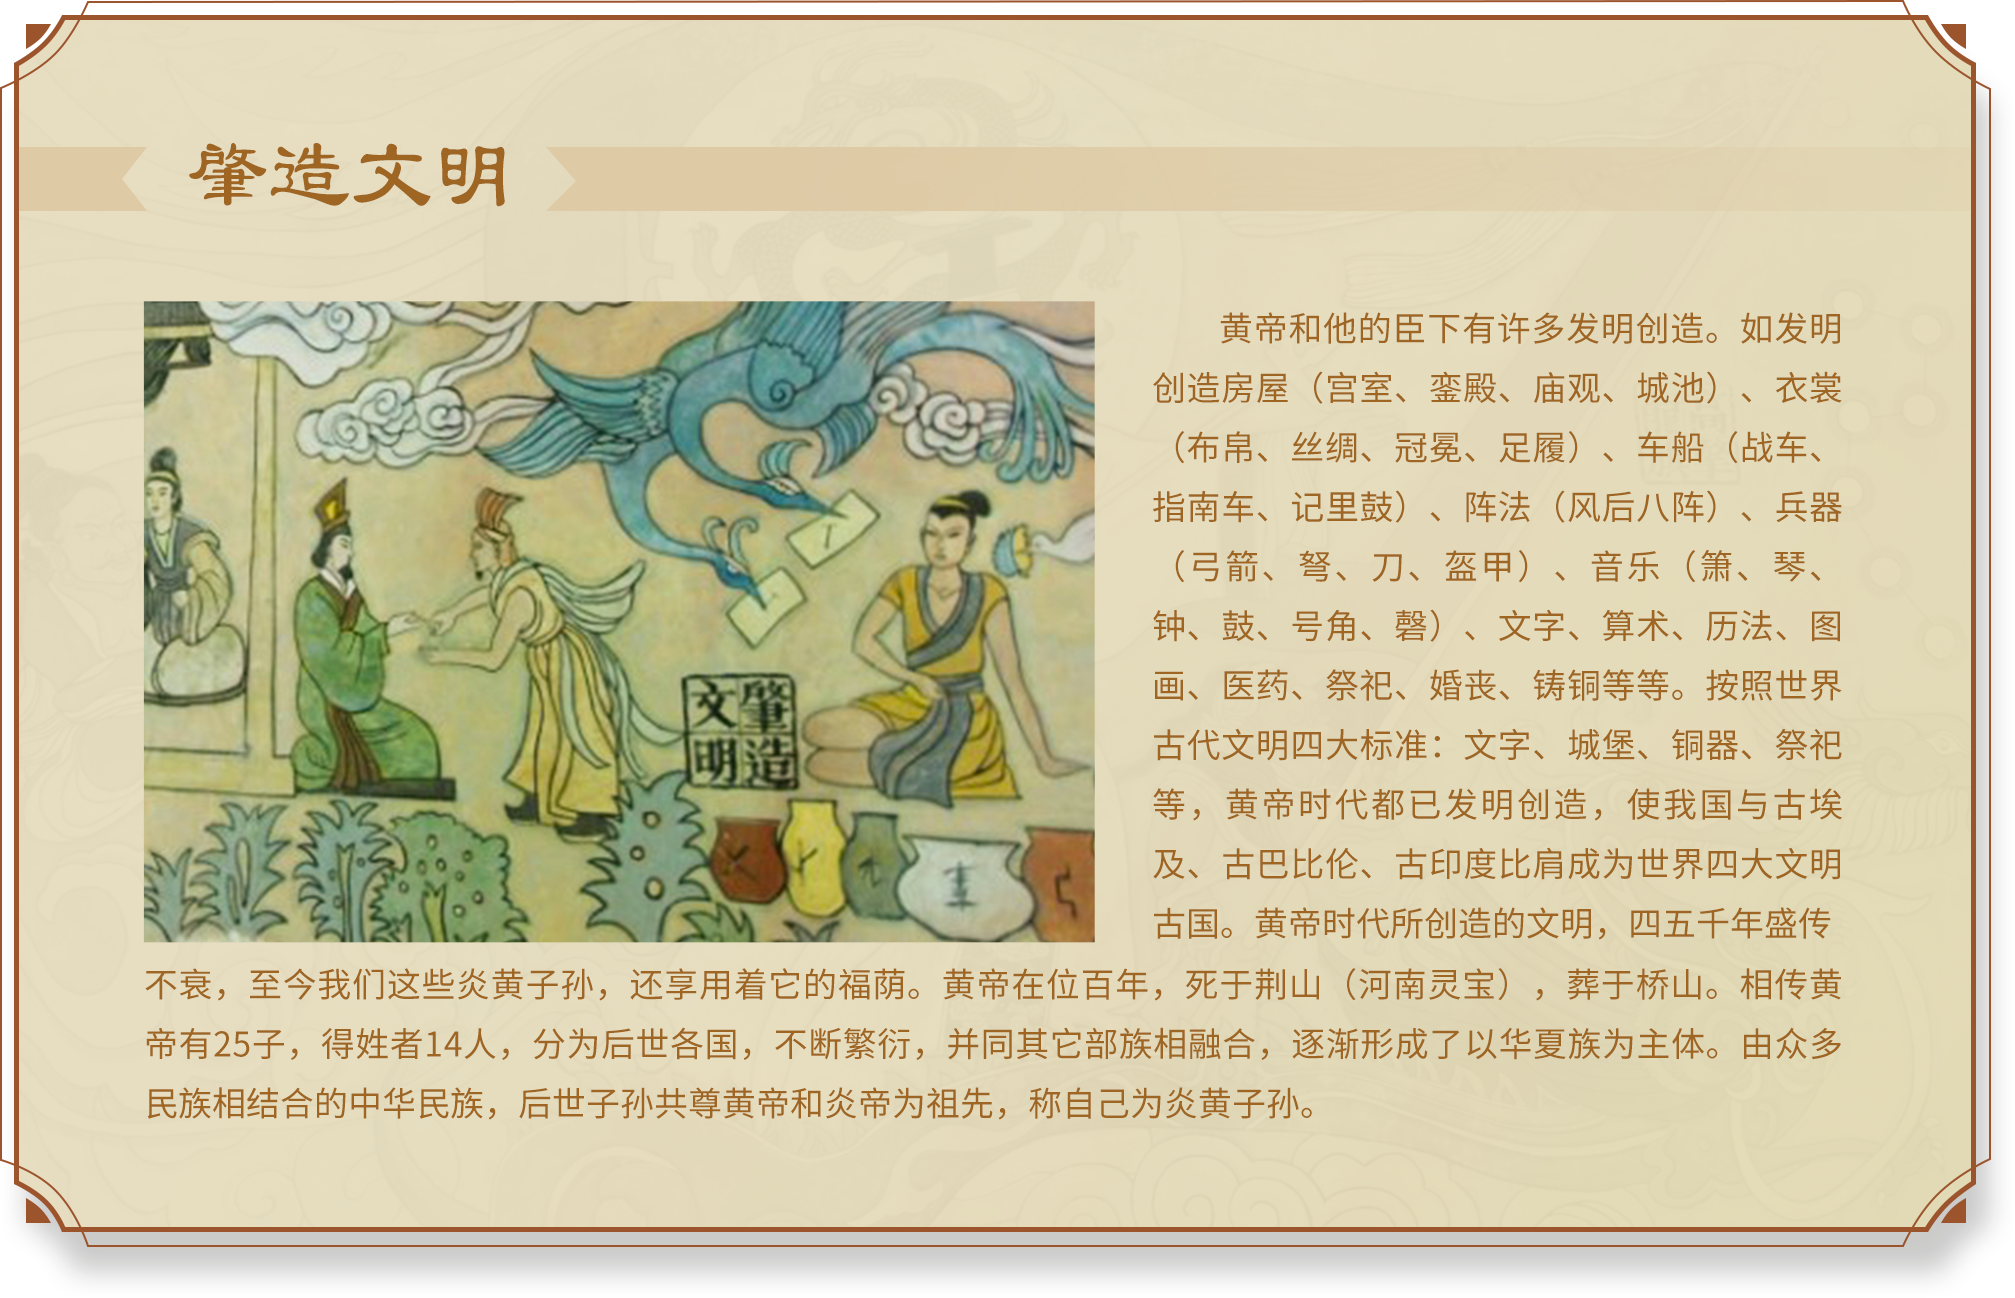 肇造文明
肇造
文明
黄帝和他的臣下有许多发明创造。如发明
创造房屋（宫室、銮殿、庙观、城池）、衣裳
（布帛、丝绸、冠冕、足履）、车船（战车、
指南车、记里鼓）、阵法（风后八阵）、兵器
（弓箭、弩、刀、盔甲）、音乐（箫、琴、
钟、鼓、号角、磬）、文字、算术、历法、图
画、医药、祭祀、婚丧、铸铜等等。按照世界
古代文明四大标准：文字、城堡、铜器、祭祀
等，黄帝时代都已发明创造，使我国与古埃
及、古巴比伦、古印度比肩成为世界四大文明
古国。黄帝时代所创造的文明，四五千年盛传
不衰，至今我们这些炎黄子孙，还享用着它的福荫。黄帝在位百年，死于荆山（河南灵宝），葬于桥山。相传黄
帝有25子，得姓者14人，分为后世各国，不断繁衍，并同其它部族相融合，逐渐形成了以华夏族为主体。由众多
民族相结合的中华民族，后世子孙共尊黄帝和炎帝为祖先，称自己为炎黄子孙。